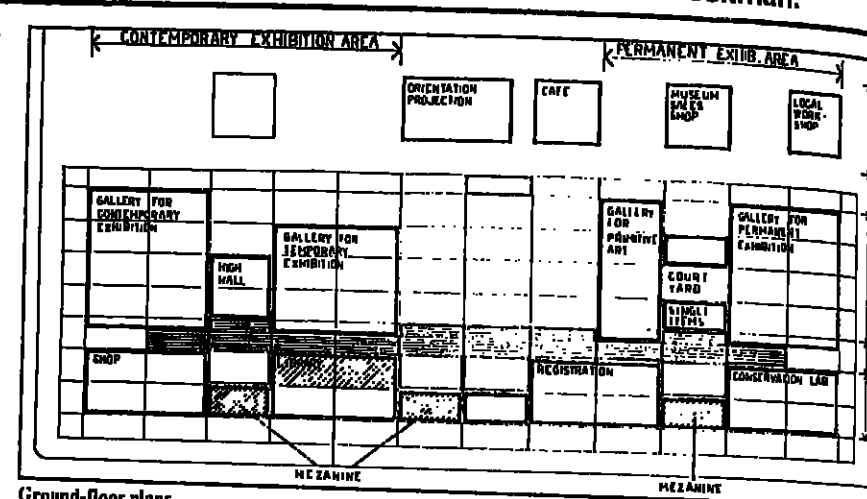 CONTEMPORARY EXHIBITION AREA
PERMANENT EXHIB. AREA
ORIENTATION
PROJECTION
CAFE
MUSEUM
SALES
SHOP
LOCAL
WORK-
SHOP
GALLERY FOR
CONTEMPORARY
EXHIBITION
HIGH
WALL
GALLERY FOR
TEMPORARY
EXHIBITION
GALLERY
FOR
PRIMITIVE
ART
COURT
YARD
SINGLE
ITEMS
GALLERY FOR
PERMANENT
EXHIBITION
SHOP
REGISTRATION
CONSERVATION LAB
MEZANINE
MEZANINE
Ground-floor plans